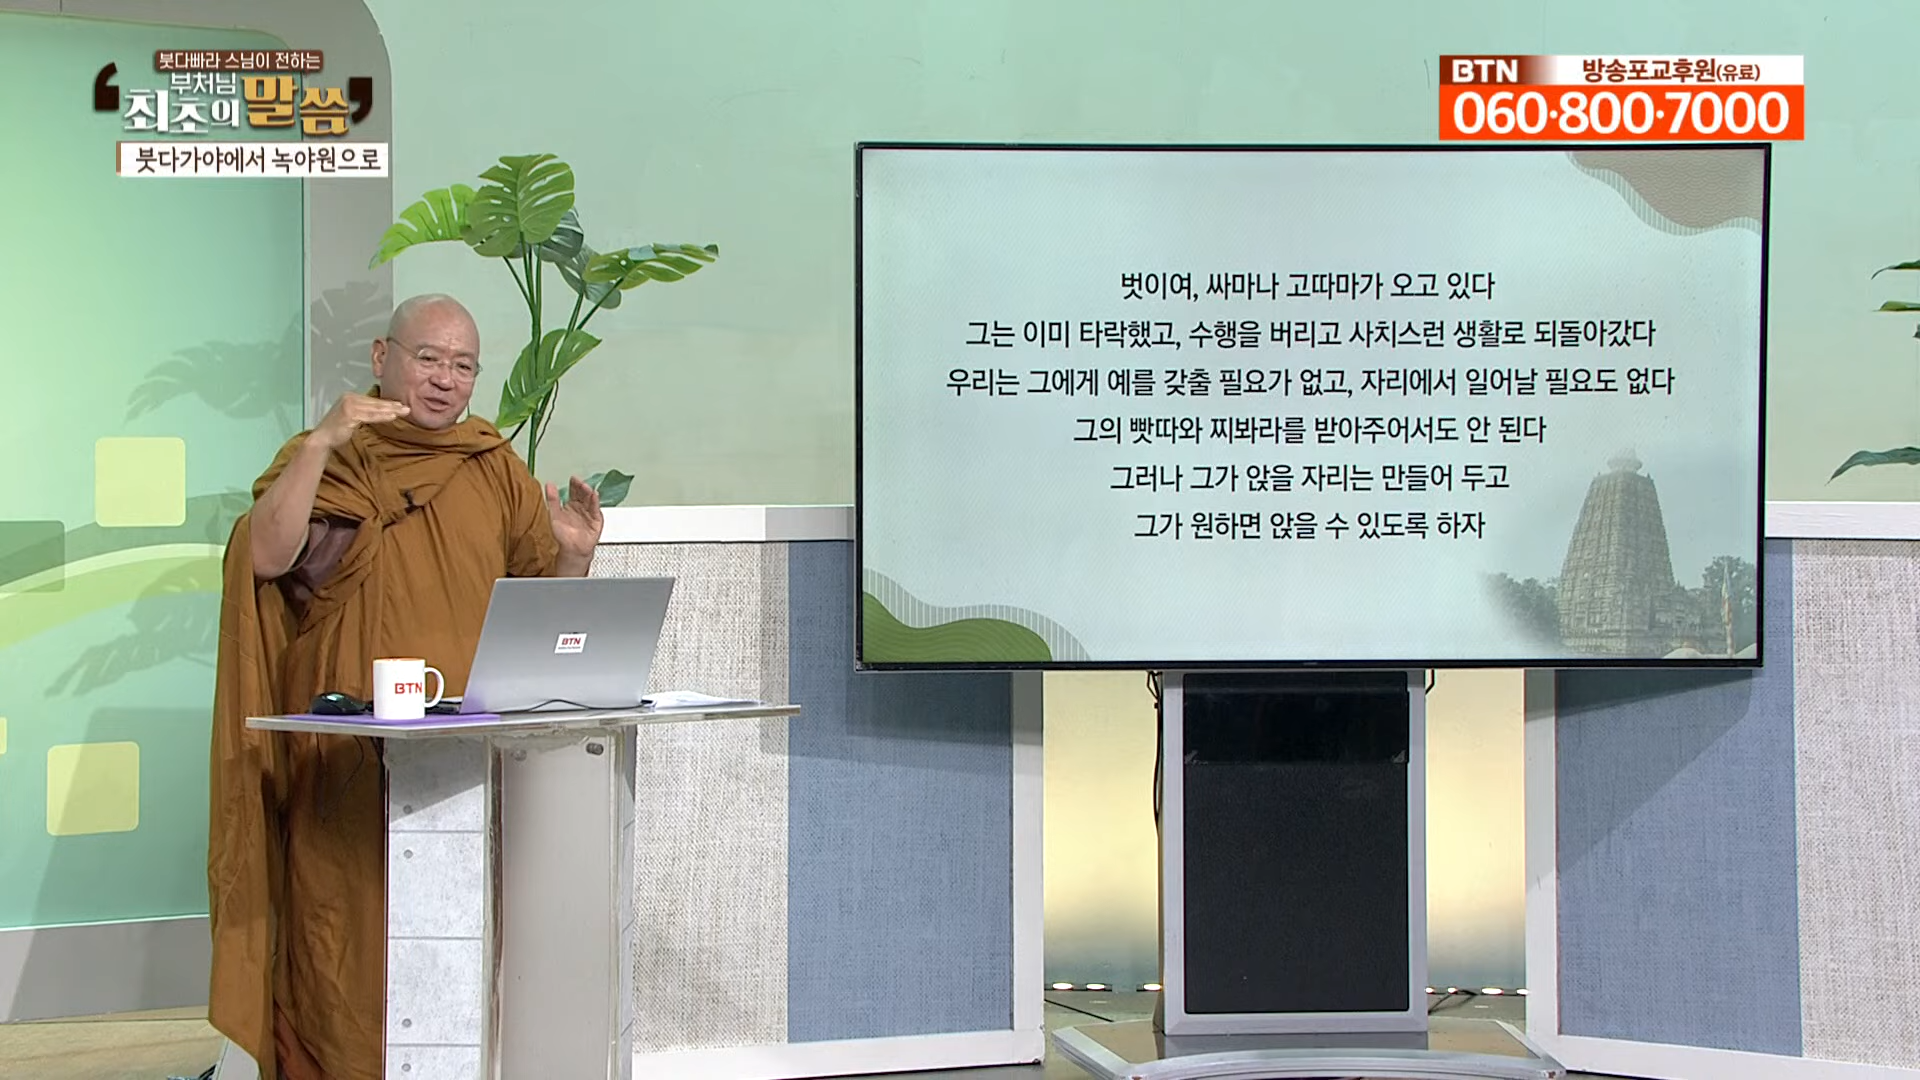 붓다빠라 스님이 전하는
부처님
최초의 말씀
붓다가야에서 녹야원으로
BTN 방송포교후원(유료)
060·800·7000
벗이여, 싸마나 고따마가 오고 있다
그는 이미 타락했고, 수행을 버리고 사치스런 생활로 되돌아갔다
우리는 그에게 예를 갖출 필요가 없고, 자리에서 일어날 필요도 없다
그의 빳따와 찌봐라를 받아주어서도 안 된다
그러나 그가 앉을 자리는 만들어 두고
그가 원하면 앉을 수 있도록 하자
BTN
BTN